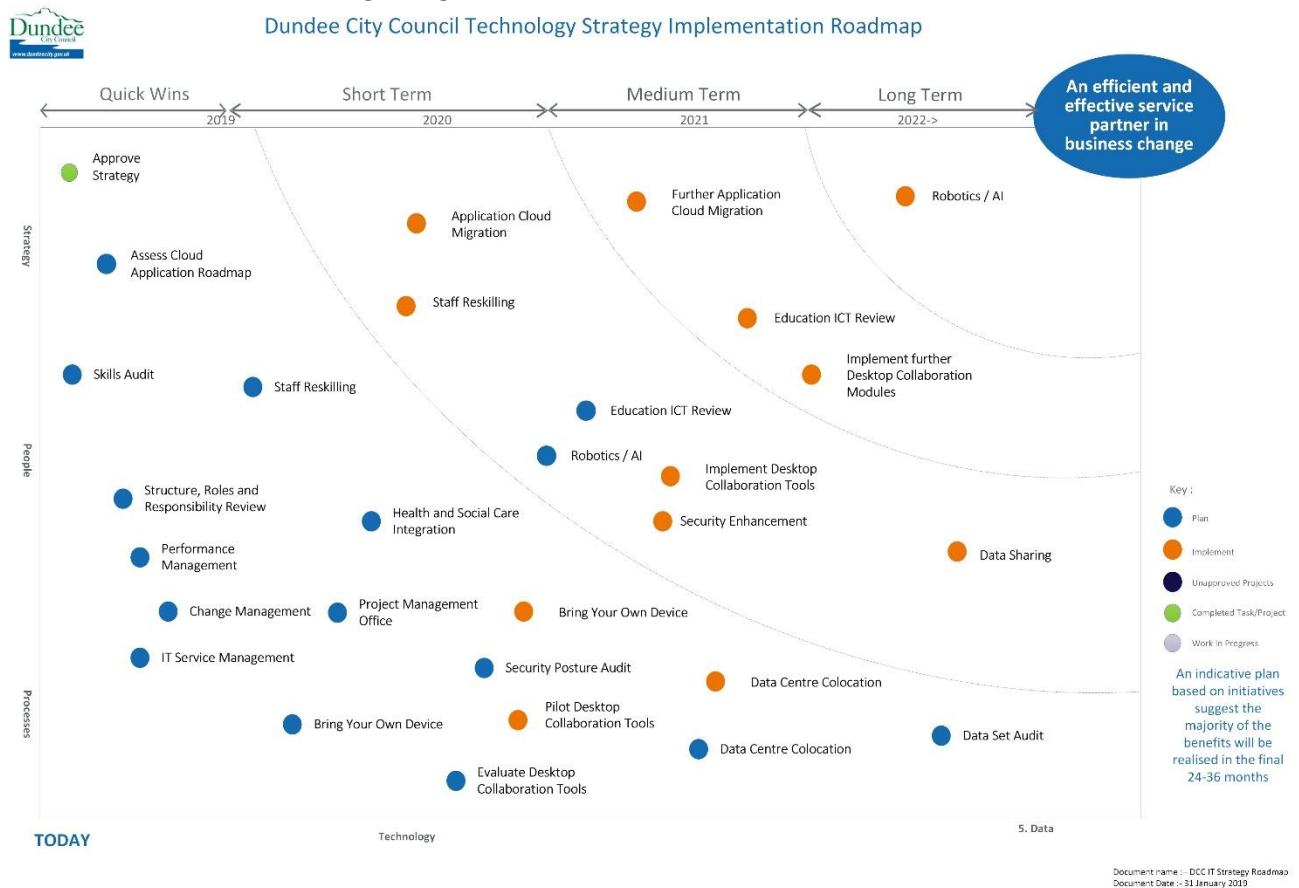 Dundee
City Council
www.dundeecity.gov.uk
Dundee City Council Technology Strategy Implementation Roadmap
Quick Wins
Short Term
Medium Term
Long Term
2019
2020
2021
2022->
An efficient and
effective service
partner in
business change
Strategy
People
Processes
Approve
Strategy
Assess Cloud
Application Roadmap
Application Cloud
Migration
Further Application
Cloud Migration
Robotics / AI
Staff Reskilling
Education ICT Review
Implement further
Desktop Collaboration
Modules
Skills Audit
Staff Reskilling
Education ICT Review
Robotics / AI
Implement Desktop
Collaboration Tools
Structure, Roles and
Responsibility Review
Health and Social Care
Integration
Security Enhancement
Performance
Management
Data Sharing
Change Management
Project Management
Office
Bring Your Own Device
IT Service Management
Security Posture Audit
Data Centre Colocation
Bring Your Own Device
Pilot Desktop
Collaboration Tools
Data Centre Colocation
Data Set Audit
Evaluate Desktop
Collaboration Tools
Key :
Plan
Implement
Unapproved Projects
Completed Task/Project
Work In Progress
An indicative plan
based on initiatives
suggest the
majority of the
benefits will be
realised in the final
24-36 months
TODAY
Technology
5. Data
Document name :- DCC IT Strategy Roadmap
Document Date :- 31 January 2019